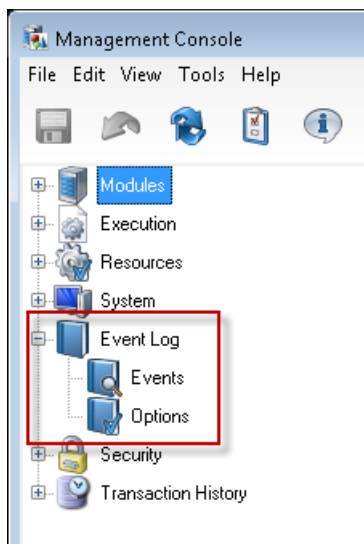 Management Console
File Edit View Tools Help
Modules
Execution
Resources
System
Event Log
Events
Options
Security
Transaction History